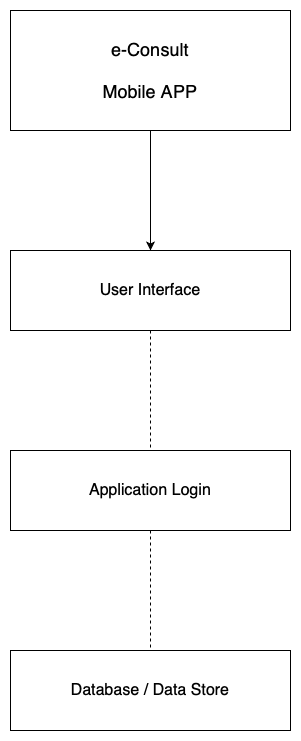 e-Consult
Mobile APP
User Interface
Application Login
Database / Data Store